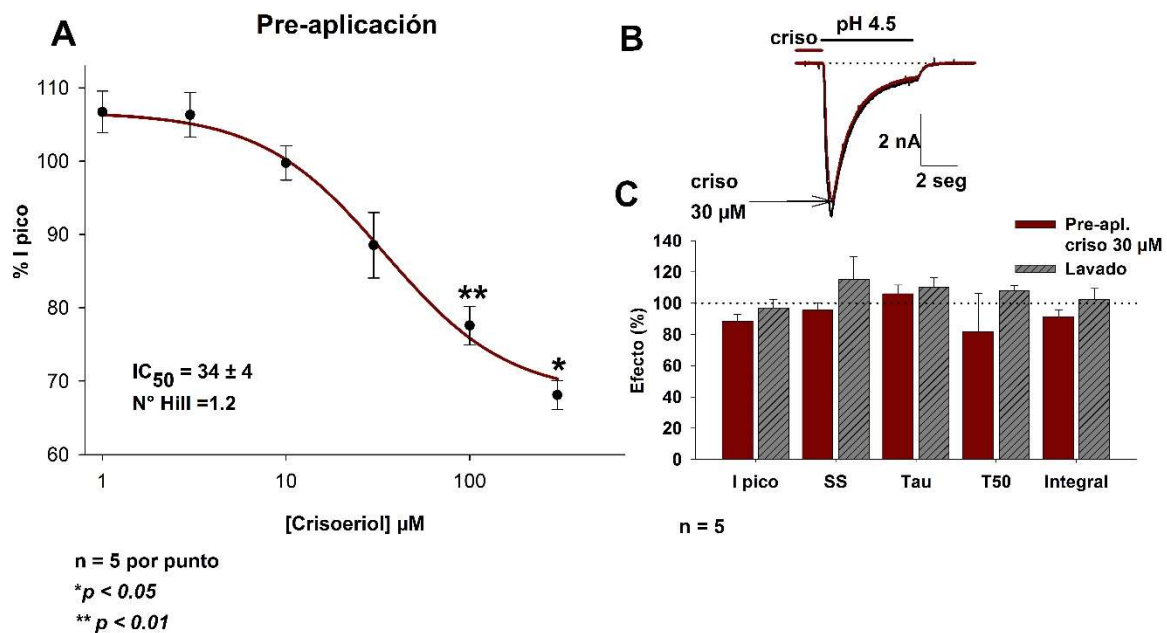 A
Pre-aplicación
% I pico
110
100
90
80
70
60
**
*
IC50 = 34 ± 4
N° Hill =1.2
1
10
100
[Crisoeriol] µM
n = 5 por punto
*p < 0.05
** p < 0.01
B
criso
pH 4.5
2 nA
2 seg
criso
30 µM
C
Pre-apl.
criso 30 µM
Lavado
Efecto (%)
140
120
100
80
60
40
20
0
I pico
SS
Tau
T50
Integral
n = 5